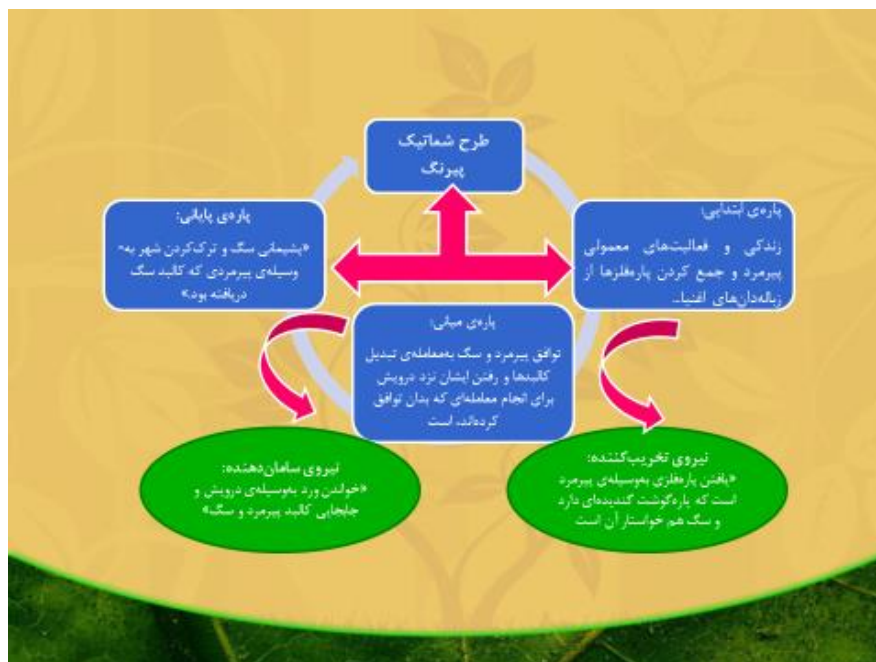 طرح شماتیک
پیرنگ
پاره‌ی ابتدایی:
زندگی و فعالیت‌های معمولی
پیرمرد و جمع کردن پاره‌فلزها از
زباله‌دان‌های اغنیاء.
پاره‌ی میانی:
توافق پیرمرد و سگ به‌معامله‌ی تبدیل
کالبدها و رفتن ایشان نزد درویش
برای انجام معامله‌ای که بدان توافق
کرده‌اند، است
پاره‌ی پایانی:
«پشیمانی سگ و ترک‌کردن شهر به-
وسیله‌ی پیرمردی که کالبد سگ
دریافته بود.»
نیروی تخریب‌کننده:
«یافتن پاره‌فلزی به‌وسیله‌ی پیرمرد
است که پاره‌گوشت گندیده‌ای دارد
و سگ هم خواستار آن است
نیروی سامان‌دهنده:
«خواندن ورد به‌وسیله‌ی درویش و
جابجایی کالبد پیرمرد و سگ»